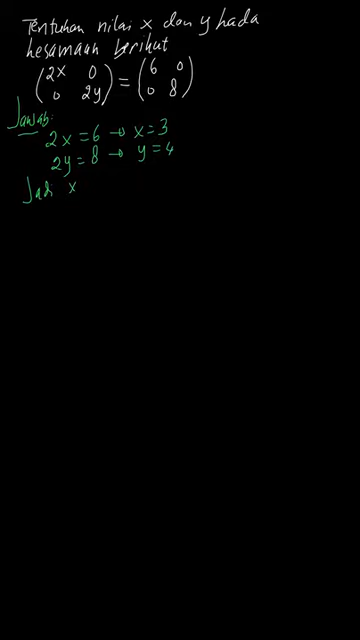 Tentukan nilai x dan y pada
kesamaan berikut
(2x 0) = (6 0)
(0 2y) (0 8)
Jawab:
2x = 6 → x = 3
2y = 8 → y = 4
Jadi x